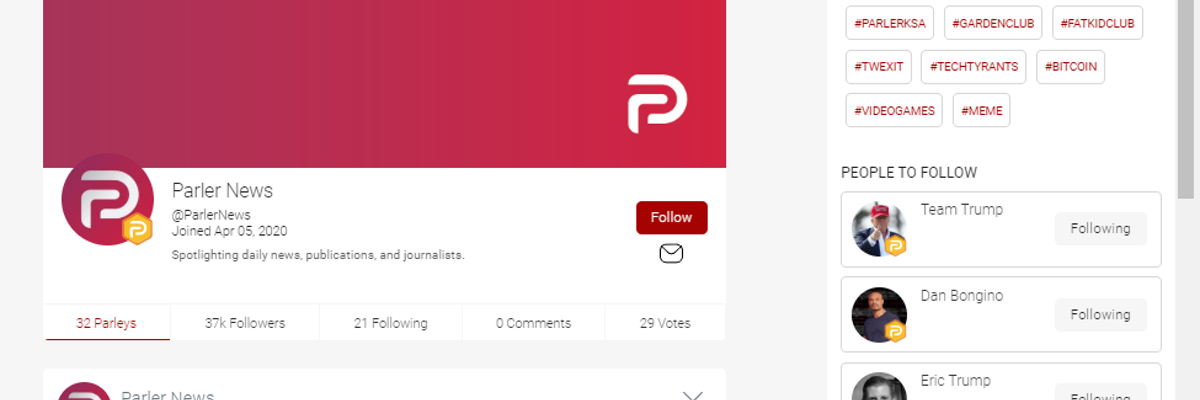 #PARLERKSA #GARDENCLUB #FATKIDCLUB
#TWEXIT #TECHTYRANTS #BITCOIN
#VIDEOGAMES #MEME
Parler News
@ParlerNews
Joined Apr 05, 2020
Spotlighting daily news, publications, and journalists.
Follow
32 Parleys 37k Followers 21 Following 0 Comments 29 Votes
Parler News
PEOPLE TO FOLLOW
Team Trump Following
Dan Bongino Following
Eric Trump Following